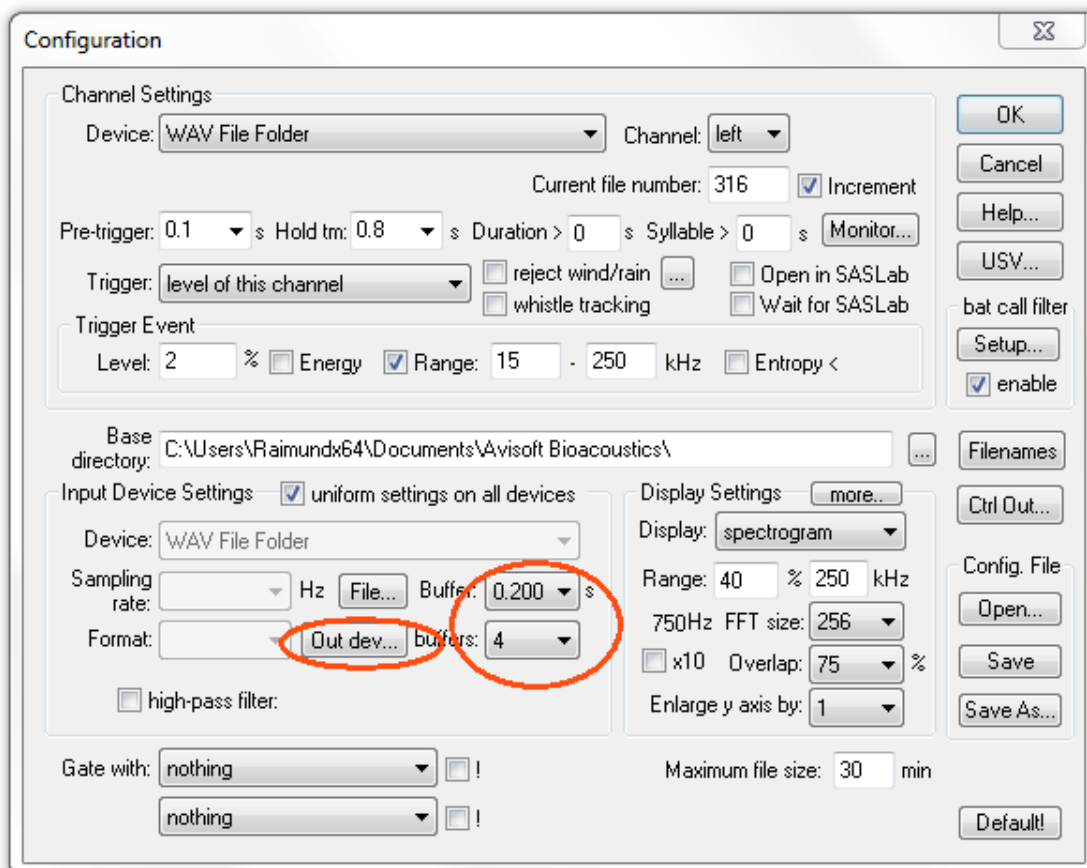 Configuration
Channel Settings
Device: WAV File Folder Channel: left
OK
Cancel
Current file number: 316 Increment
Help...
Pre-trigger: 0.1 s Hold tm: 0.8 s Duration > 0 s Syllable > 0 s Monitor...
USV...
Trigger: level of this channel reject wind/rain ... Open in SASLab
whistle tracking Wait for SASLab
bat call filter
Trigger Event
Setup...
Level: 2 % Energy Range: 15 - 250 kHz Entropy <
enable
Base
directory: C:\Users\Raimundx64\Documents\Avisoft Bioacoustics\ ...
Filenames
Input Device Settings uniform settings on all devices
Display Settings more..
Ctrl Out...
Device: WAV File Folder
Display: spectrogram
Sampling
rate: Hz File... Buffer: 0.200 s
Range: 40 % 250 kHz
Config. File
Open...
Format: Out dev... buffers: 4
750Hz FFT size: 256
x10 Overlap: 75 %
Save
high-pass filter:
Enlarge y axis by: 1
Save As...
Gate with: nothing !
Maximum file size: 30 min
nothing !
Default!